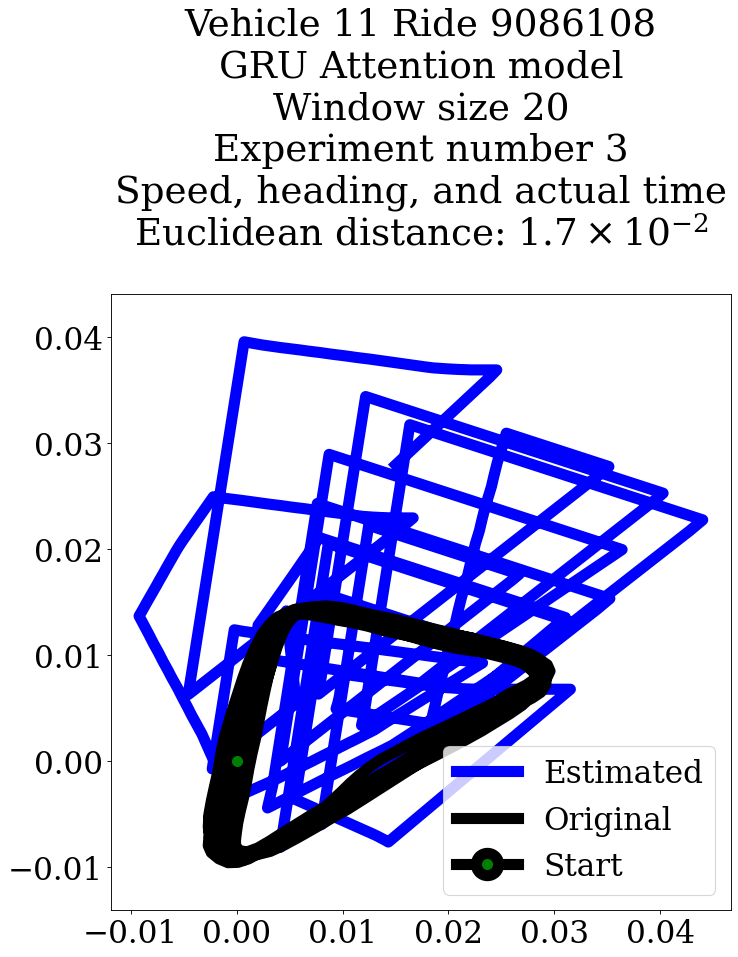 Vehicle 11 Ride 9086108
GRU Attention model
Window size 20
Experiment number 3
Speed, heading, and actual time
Euclidean distance: 1.7 × 10⁻²
0.04
0.03
0.02
0.01
0.00
−0.01
Estimated
Original
Start
−0.01 0.00 0.01 0.02 0.03 0.04